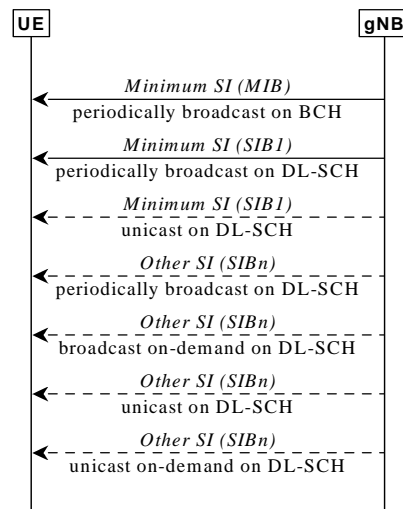 UE gNB
Minimum SI (MIB)
periodically broadcast on BCH
Minimum SI (SIB1)
periodically broadcast on DL-SCH
Minimum SI (SIB1)
unicast on DL-SCH
Other SI (SIBn)
periodically broadcast on DL-SCH
Other SI (SIBn)
broadcast on-demand on DL-SCH
Other SI (SIBn)
unicast on DL-SCH
Other SI (SIBn)
unicast on-demand on DL-SCH